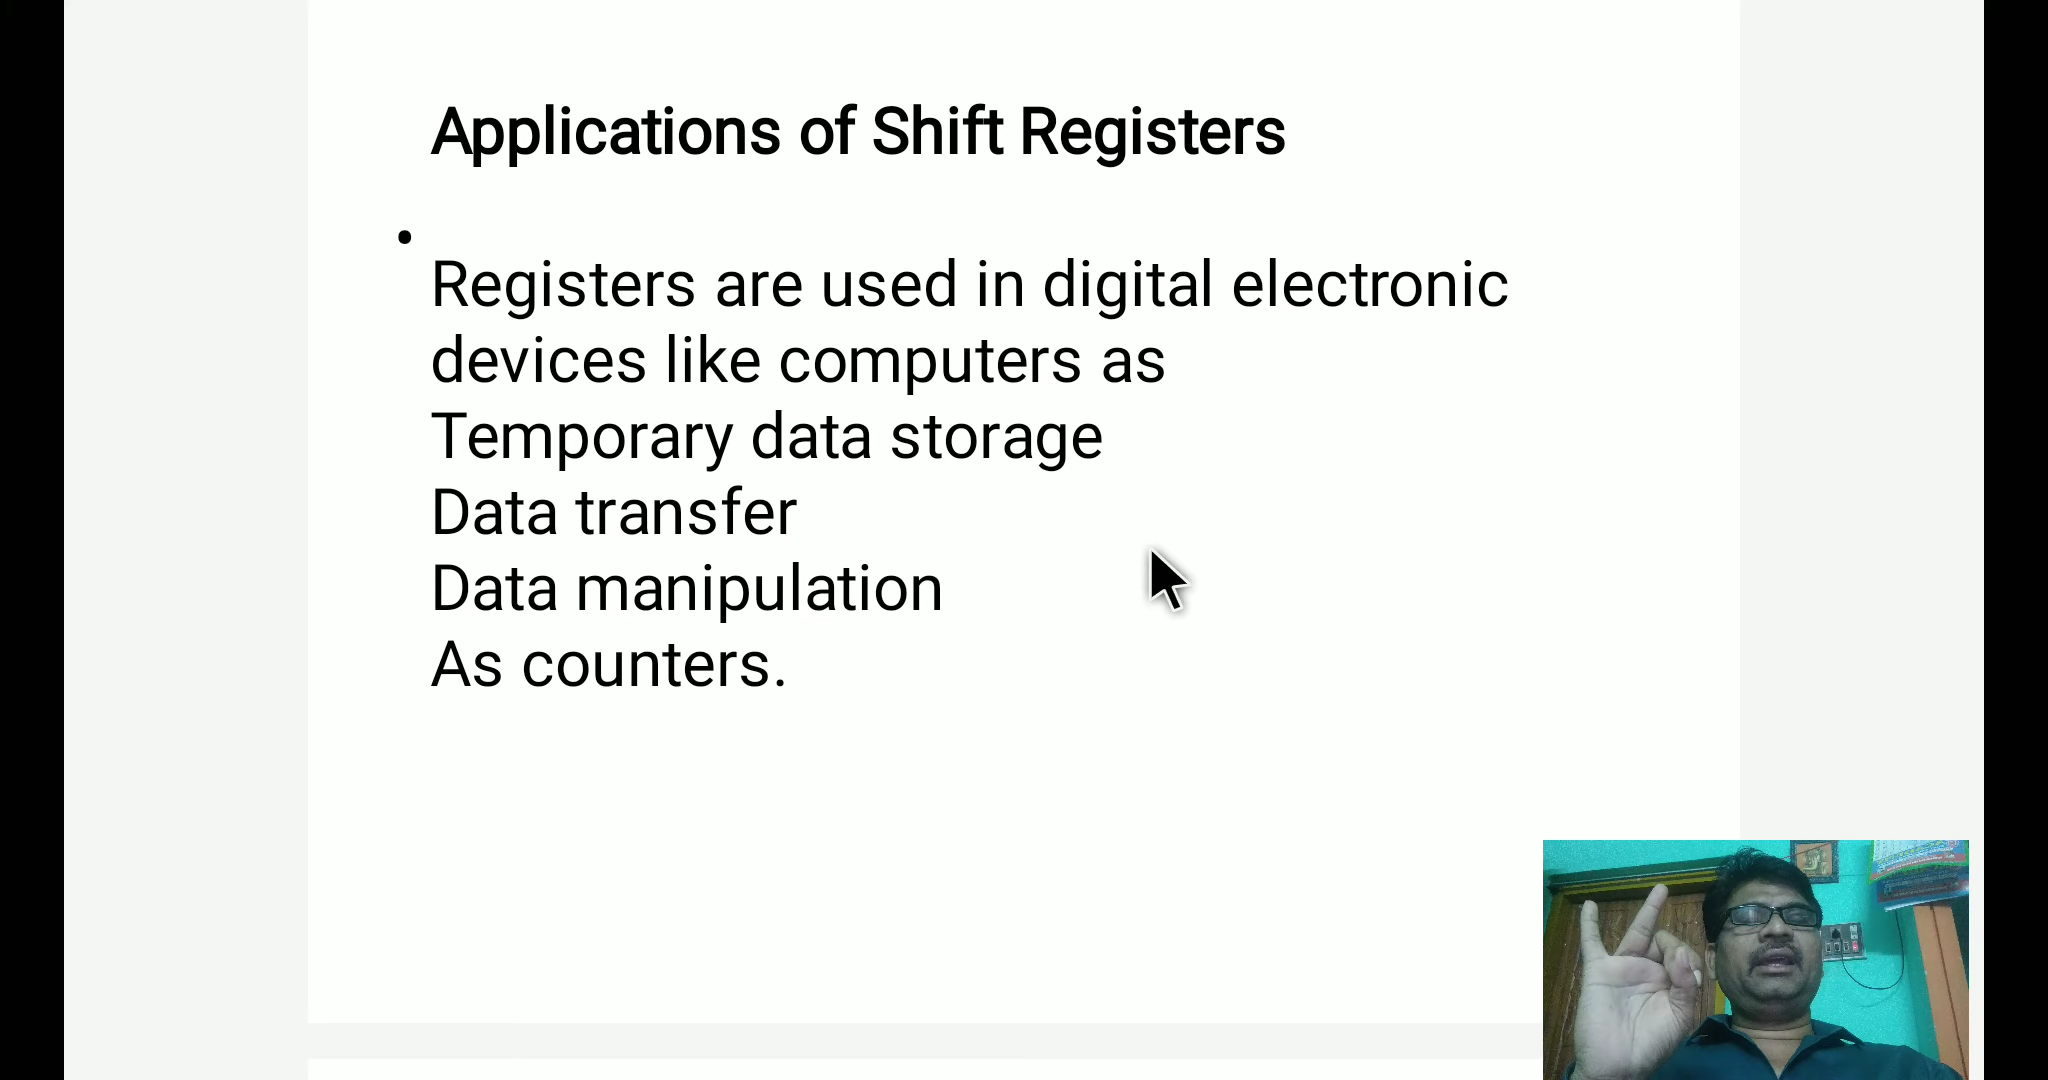 Applications of Shift Registers
•
Registers are used in digital electronic
devices like computers as
Temporary data storage
Data transfer
Data manipulation
As counters.